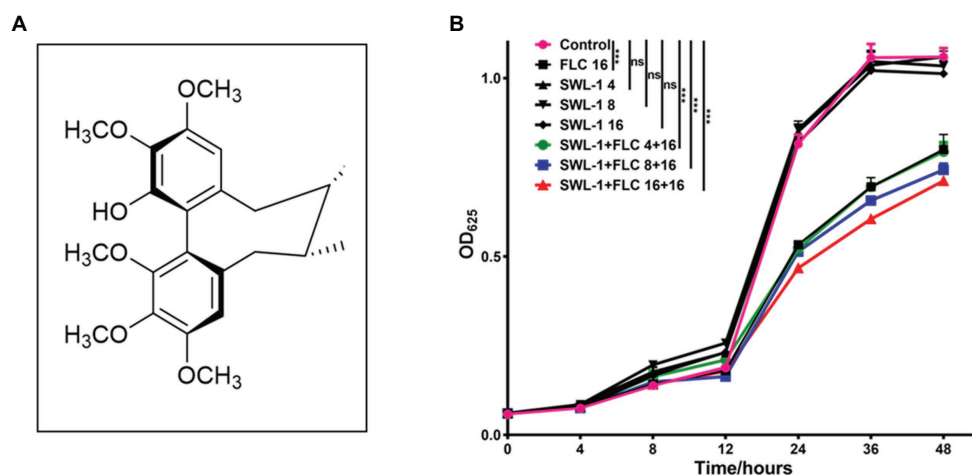 A
OCH₃
H₃CO
HO
H₃CO
H₃CO
OCH₃
B
Control
FLC 16
SWL-1 4
SWL-1 8
SWL-1 16
SWL-1+FLC 4+16
SWL-1+FLC 8+16
SWL-1+FLC 16+16
***
ns
ns
ns
***
***
***
OD₆₂₅
1.0
0.5
0.0
0 4 8 12 24 36 48
Time/hours